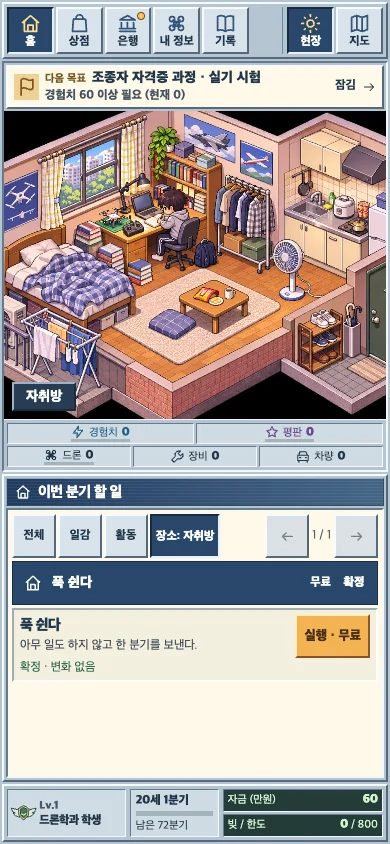 홈
상점
은행
내 정보
기록
현장
지도
다음 목표 조종자 자격증 과정 · 실기 시험
경험치 60 이상 필요 (현재 0)
잠김 →
자취방
경험치 0
평판 0
드론 0
장비 0
차량 0
이번 분기 할 일
전체
일감
활동
장소: 자취방
←
1 / 1
→
푹 쉰다
무료 확정
푹 쉰다
아무 일도 하지 않고 한 분기를 보낸다.
확정 · 변화 없음
실행 · 무료
Lv.1
드론학과 학생
20세 1분기
남은 72분기
자금 (만원) 60
빚 / 한도 0 / 800